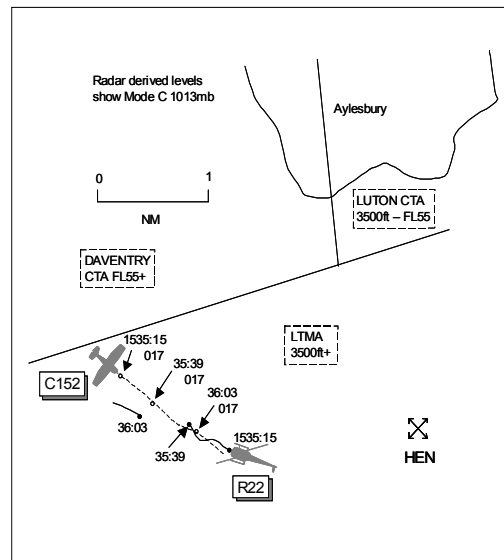 Radar derived levels
show Mode C 1013mb
Aylesbury
0 1
NM
LUTON CTA
3500ft – FL55
DAVENTRY
CTA FL55+
LTMA
3500ft+
1535:15
017
35:39
017
C152
36:03
017
36:03
35:39
1535:15
HEN
R22